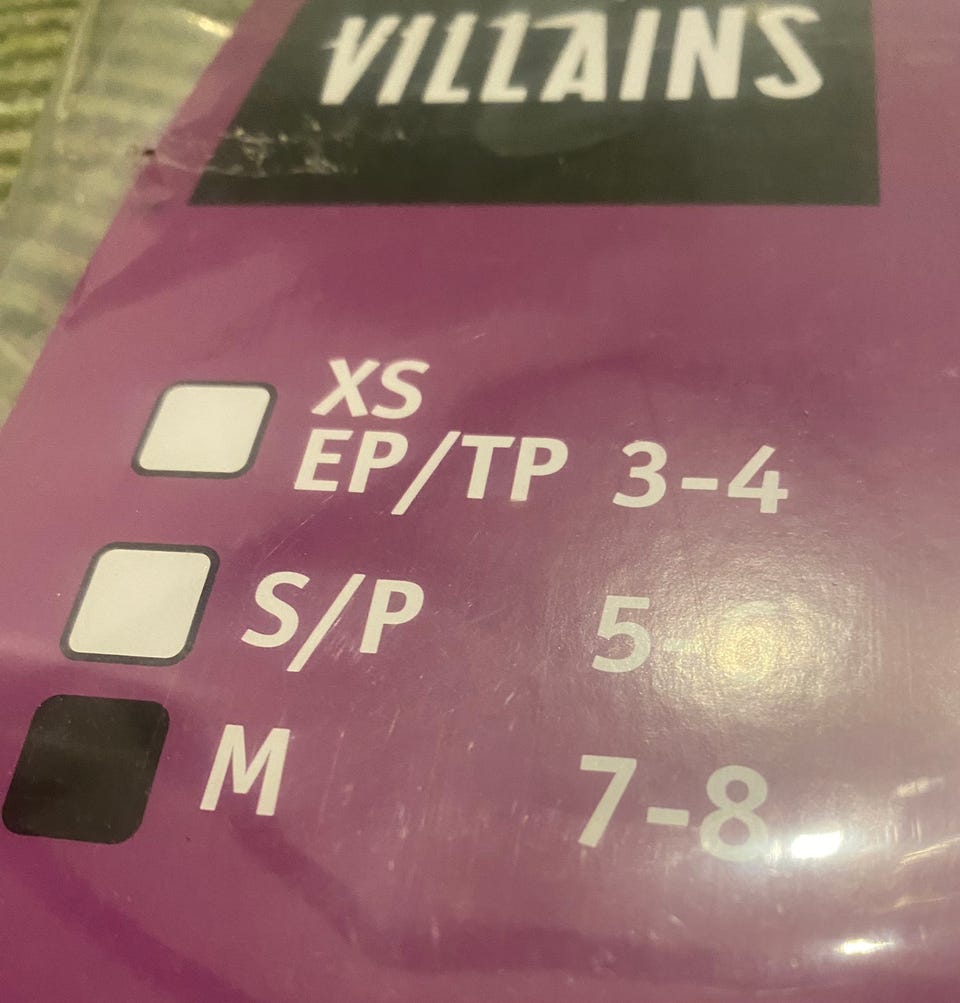 VILLAINS
XS
EP/TP 3-4
S/P 5-
M 7-8